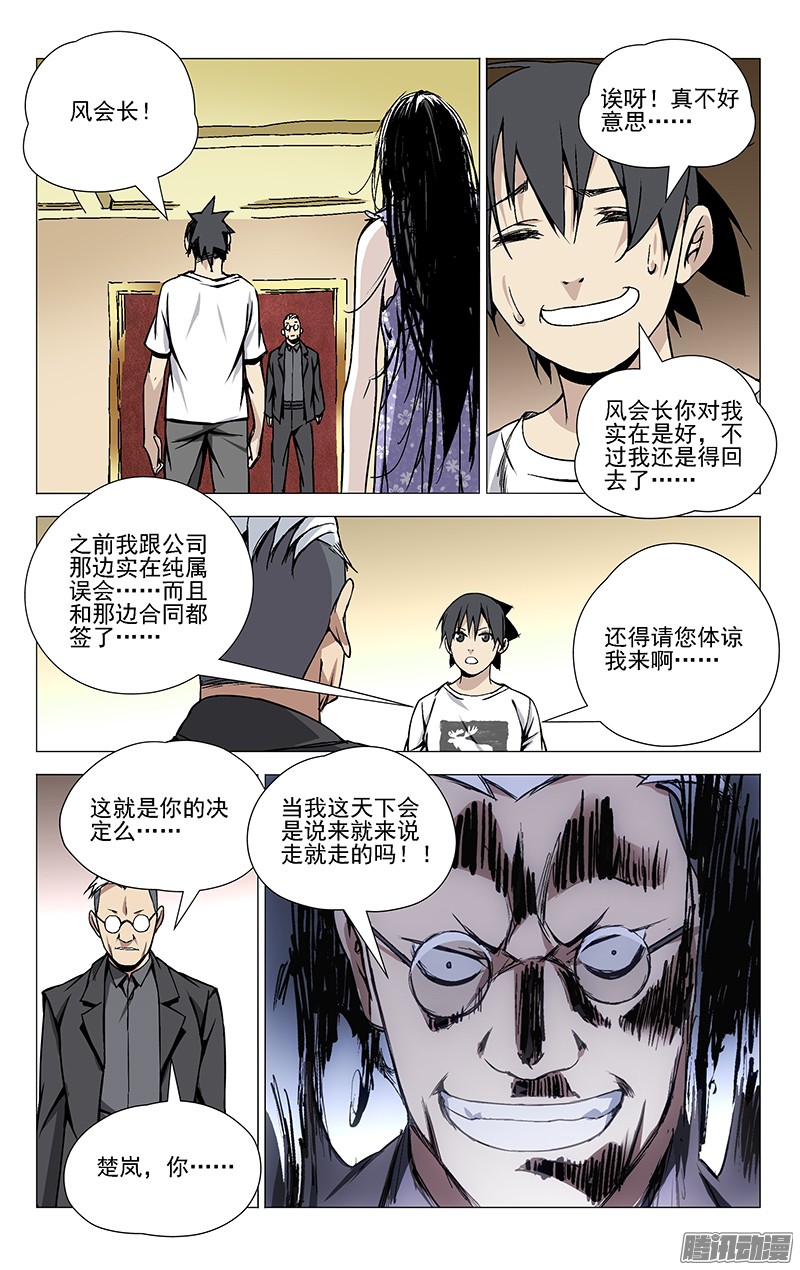 风会长！
诶呀！真不好
意思……
风会长你对我
实在是好，不
过我还是得回
去了……
之前我跟公司
那边实在纯属
误会……而且
和那边合同都
签了……
还得请您体谅
我来啊……
这就是你的决
定么……
楚岚，你……
当我这天下会
是说来就来说
走就走的吗！！
腾讯动漫